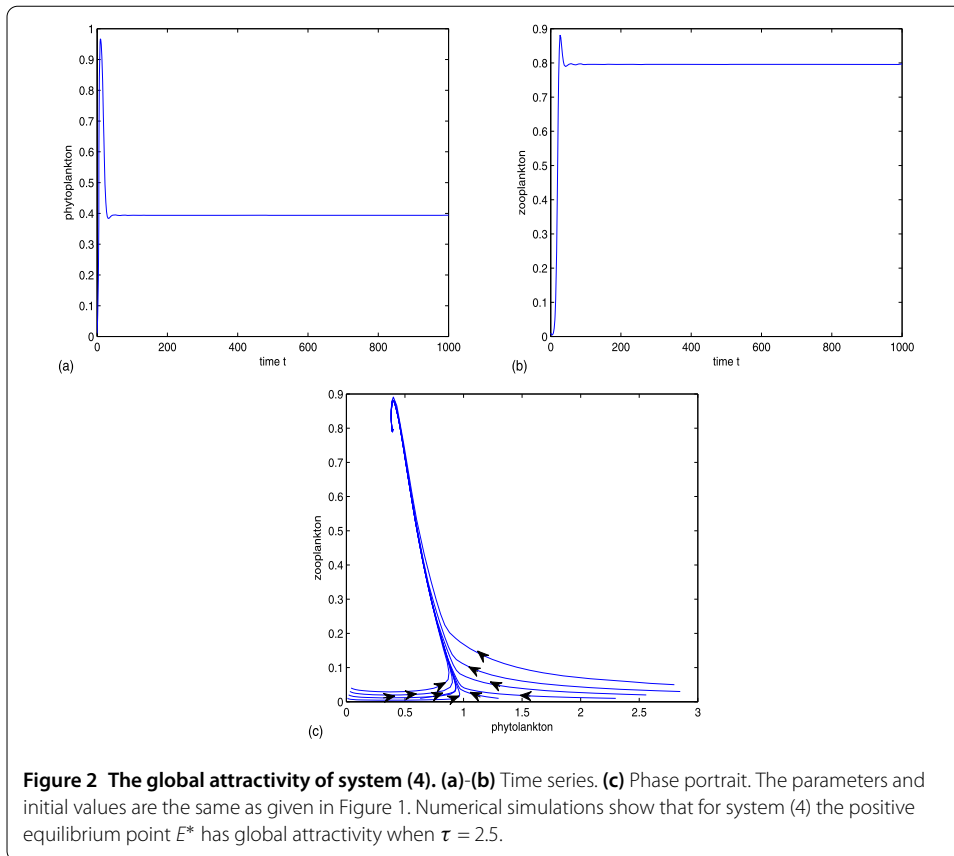 1
0.9
0.8
0.7
0.6
0.5
0.4
0.3
0.2
0.1
0
phytoplankton
0 200 400 600 800 1000
time t
(a)
0.9
0.8
0.7
0.6
0.5
0.4
0.3
0.2
0.1
0
zooplankton
0 200 400 600 800 1000
time t
(b)
0.9
0.8
0.7
0.6
0.5
0.4
0.3
0.2
0.1
0
zooplankton
0 0.5 1 1.5 2 2.5 3
phytolankton
(c)
Figure 2 The global attractivity of system (4). (a)-(b) Time series. (c) Phase portrait. The parameters and
initial values are the same as given in Figure 1. Numerical simulations show that for system (4) the positive
equilibrium point E* has global attractivity when τ = 2.5.